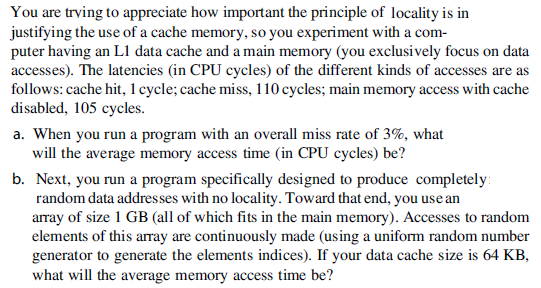 You are trying to appreciate how important the principle of locality is in
justifying the use of a cache memory, so you experiment with a com-
puter having an L1 data cache and a main memory (you exclusively focus on data
accesses). The latencies (in CPU cycles) of the different kinds of accesses are as
follows: cache hit, 1 cycle; cache miss, 110 cycles; main memory access with cache
disabled, 105 cycles.
a. When you run a program with an overall miss rate of 3%, what
will the average memory access time (in CPU cycles) be?
b. Next, you run a program specifically designed to produce completely
random data addresses with no locality. Toward that end, you use an
array of size 1 GB (all of which fits in the main memory). Accesses to random
elements of this array are continuously made (using a uniform random number
generator to generate the elements indices). If your data cache size is 64 KB,
what will the average memory access time be?